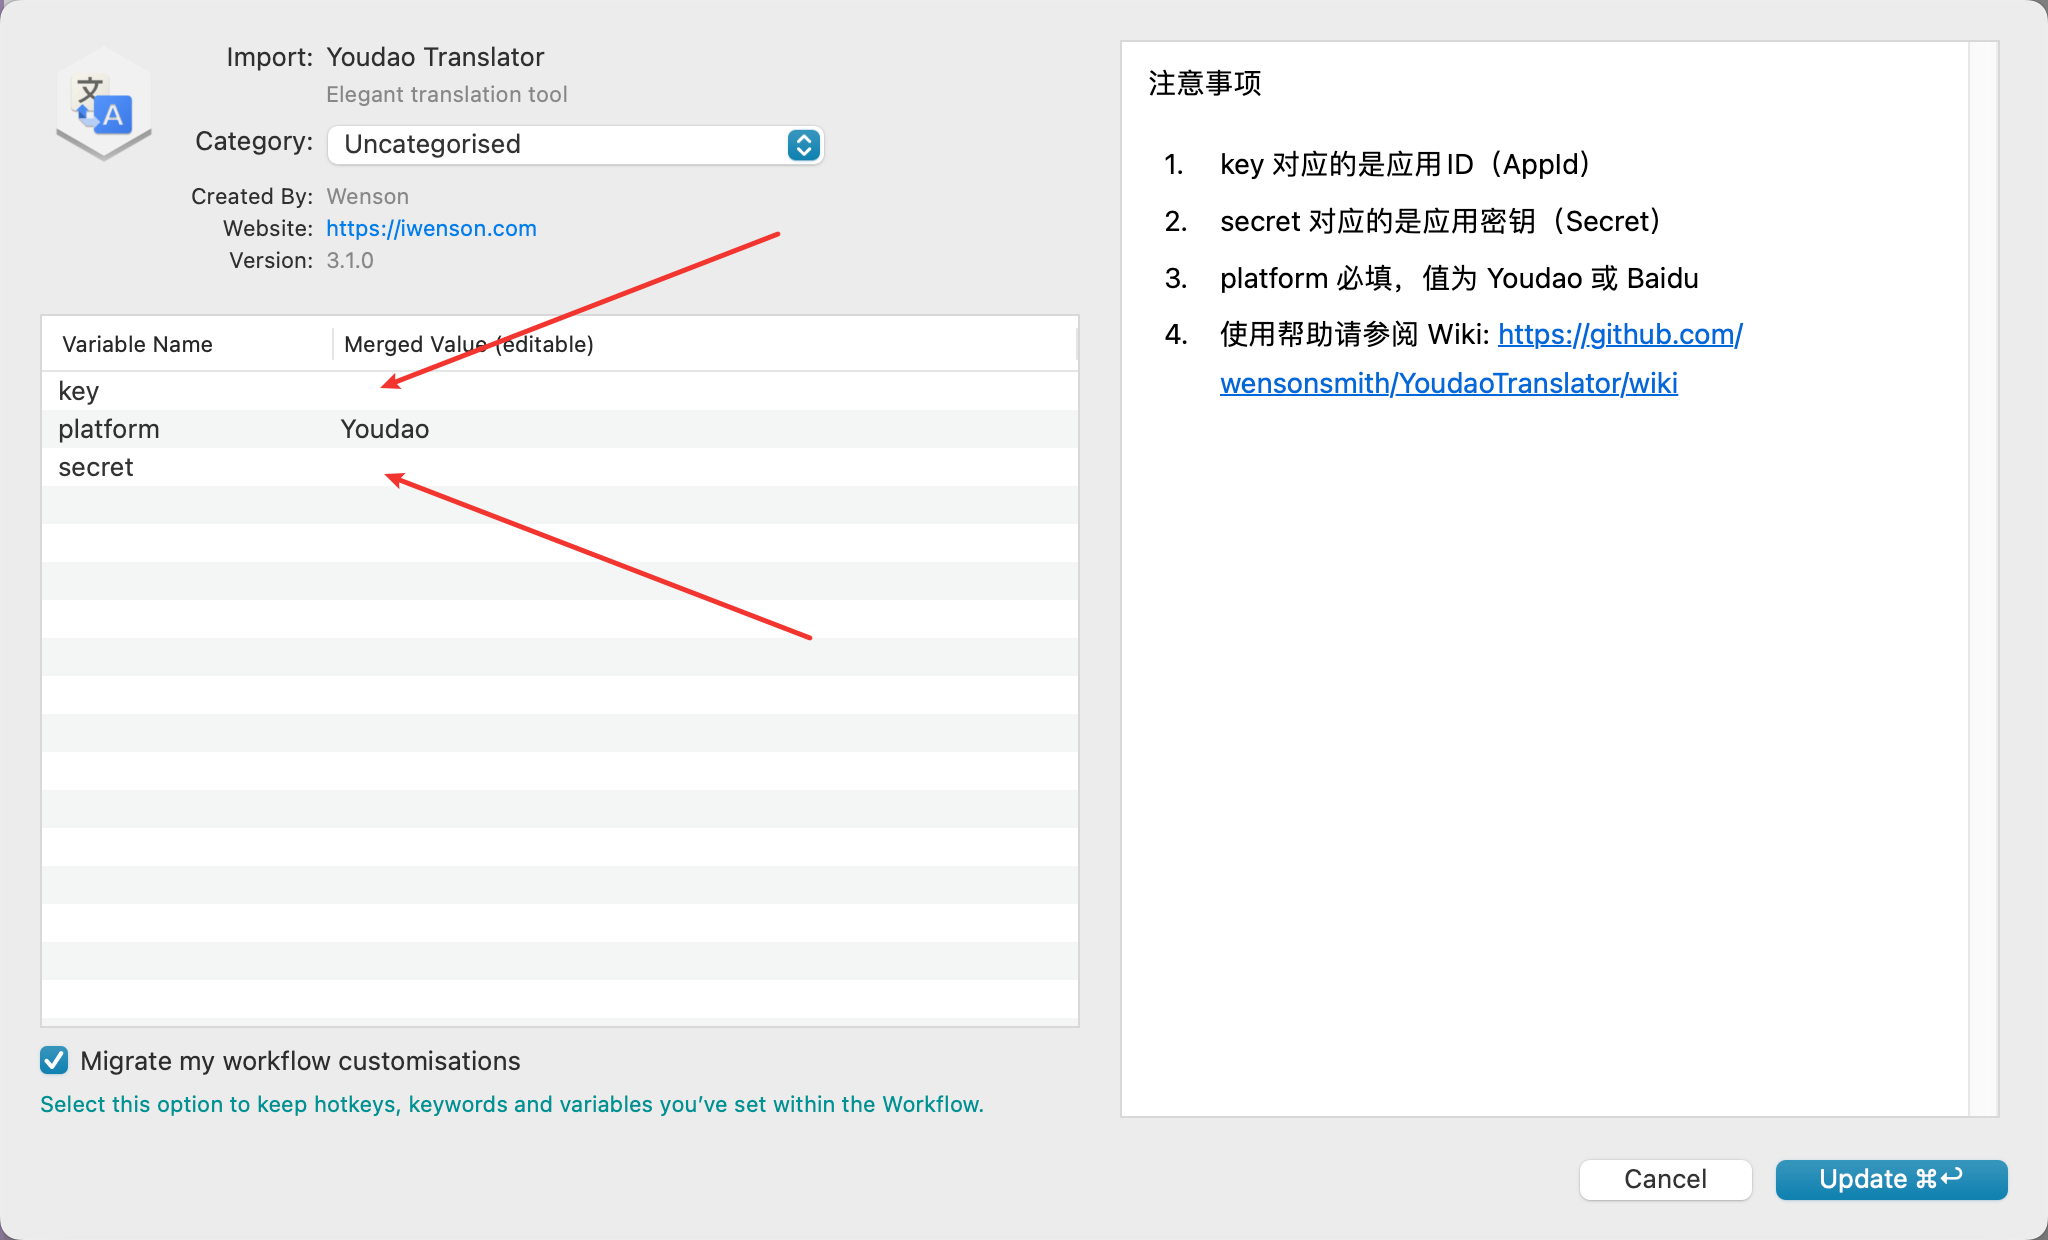 Import: Youdao Translator
Elegant translation tool
Category: Uncategorised
Created By: Wenson
Website: https://iwenson.com
Version: 3.1.0
Variable Name Merged Value (editable)
key
platform Youdao
secret
Migrate my workflow customisations
Select this option to keep hotkeys, keywords and variables you’ve set within the Workflow.
注意事项
1. key 对应的是应用ID（AppId）
2. secret 对应的是应用密钥（Secret）
3. platform 必填，值为 Youdao 或 Baidu
4. 使用帮助请参阅 Wiki: https://github.com/
wensonsmith/YoudaoTranslator/wiki
Cancel Update ⌘↩
文
A